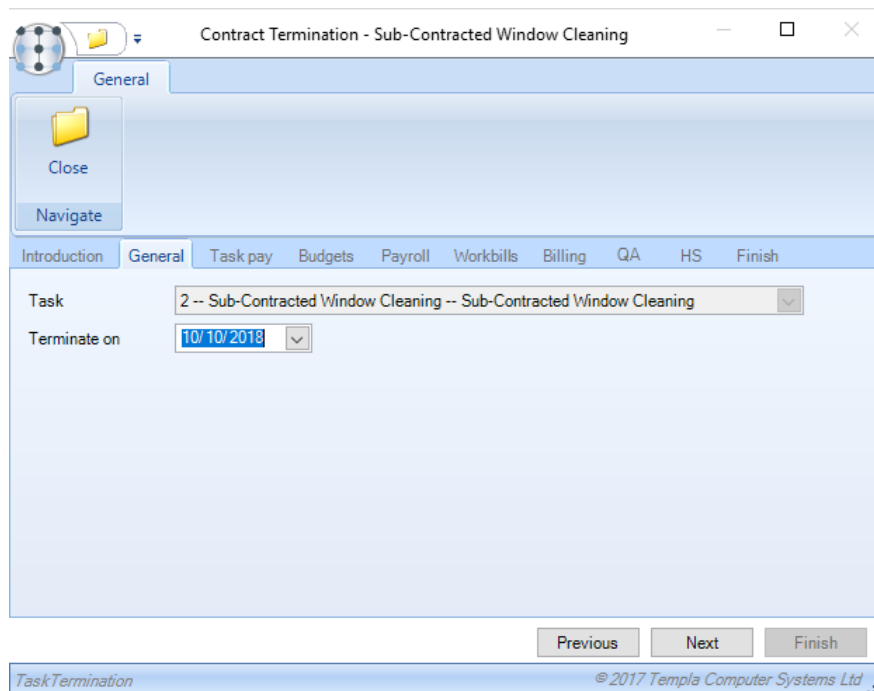 Contract Termination - Sub-Contracted Window Cleaning
General
Close
Navigate
Introduction General Task pay Budgets Payroll Workbills Billing QA HS Finish
Task 2 -- Sub-Contracted Window Cleaning -- Sub-Contracted Window Cleaning
Terminate on 10/10/2018
Previous Next Finish
TaskTermination © 2017 Templa Computer Systems Ltd